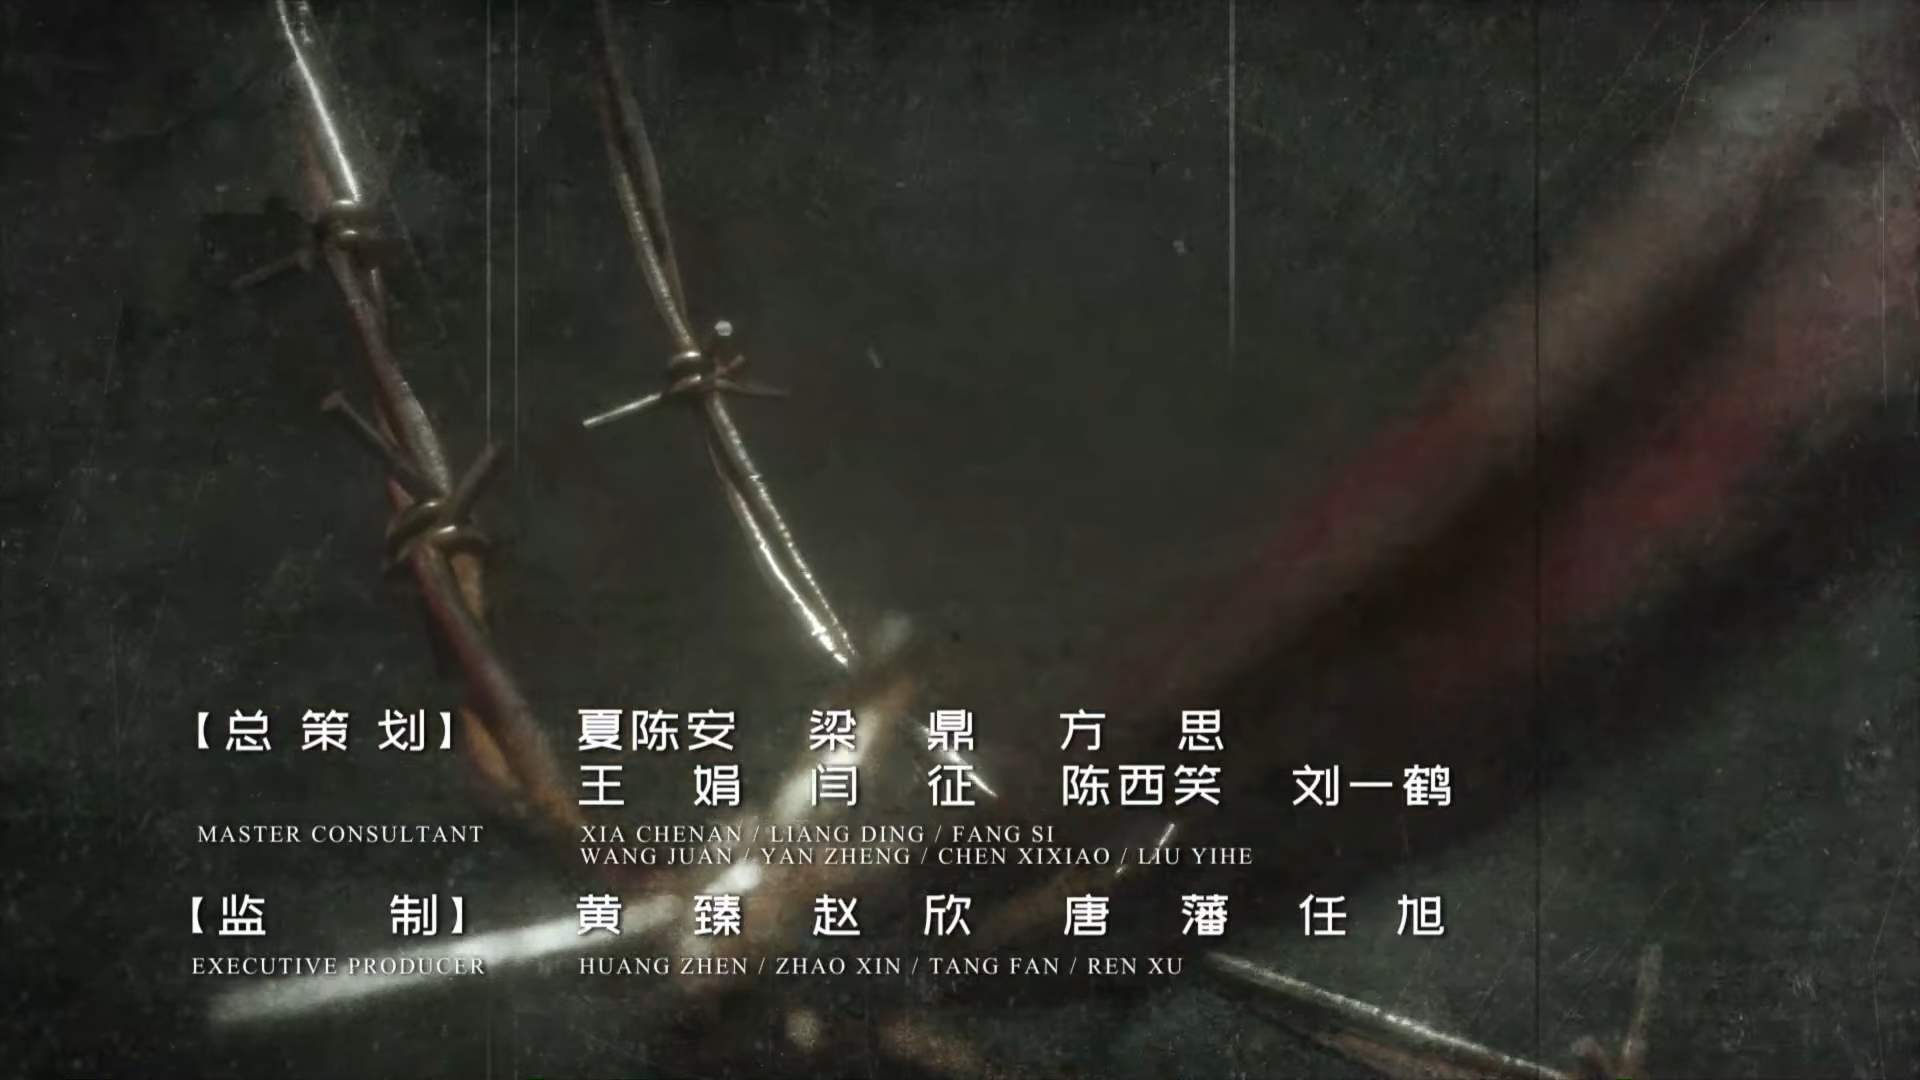 【总策划】 夏陈安 梁鼎 方思
王娟 闫征 陈西笑 刘一鹤
MASTER CONSULTANT XIA CHENAN / LIANG DING / FANG SI
WANG JUAN / YAN ZHENG / CHEN XIXIAO / LIU YIHE
【监制】 黄臻 赵欣 唐藩 任旭
EXECUTIVE PRODUCER HUANG ZHEN / ZHAO XIN / TANG FAN / REN XU